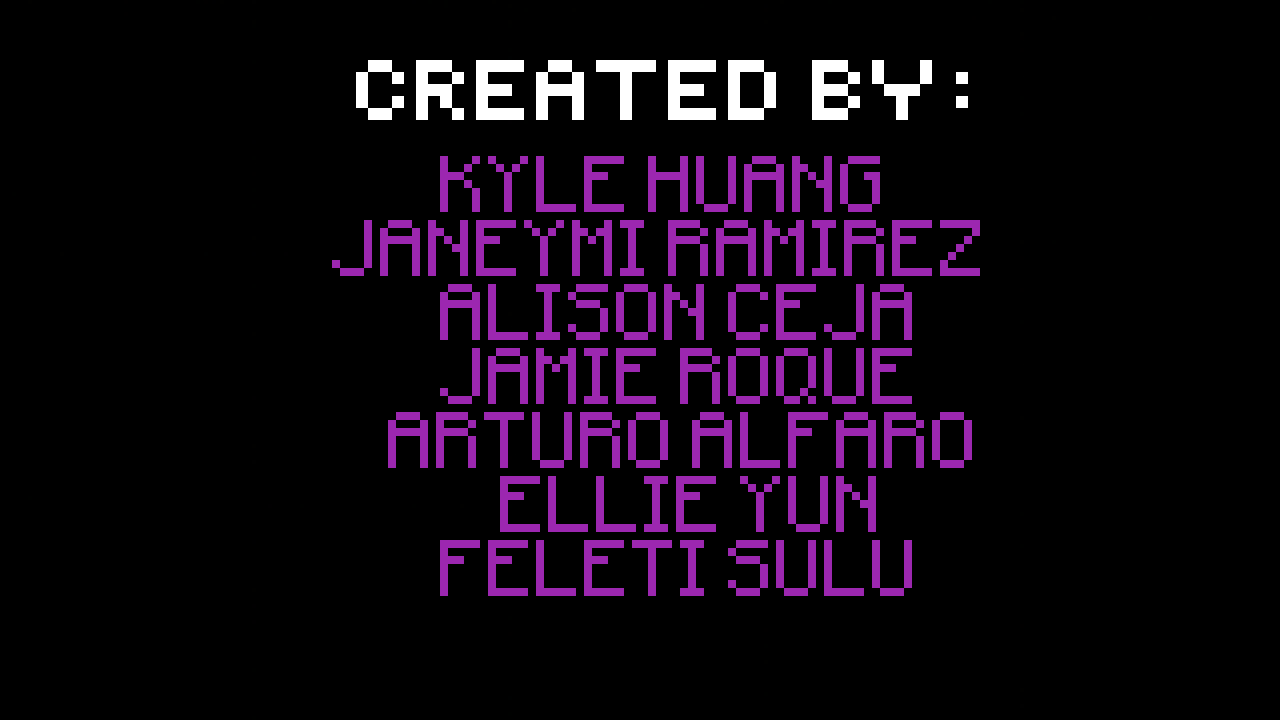 CREATED BY:
KYLE HUANG
JANEYMI RAMIREZ
ALISON CEJA
JAMIE ROQUE
ARTURO ALFARO
ELLIE YUN
FELETI SULU